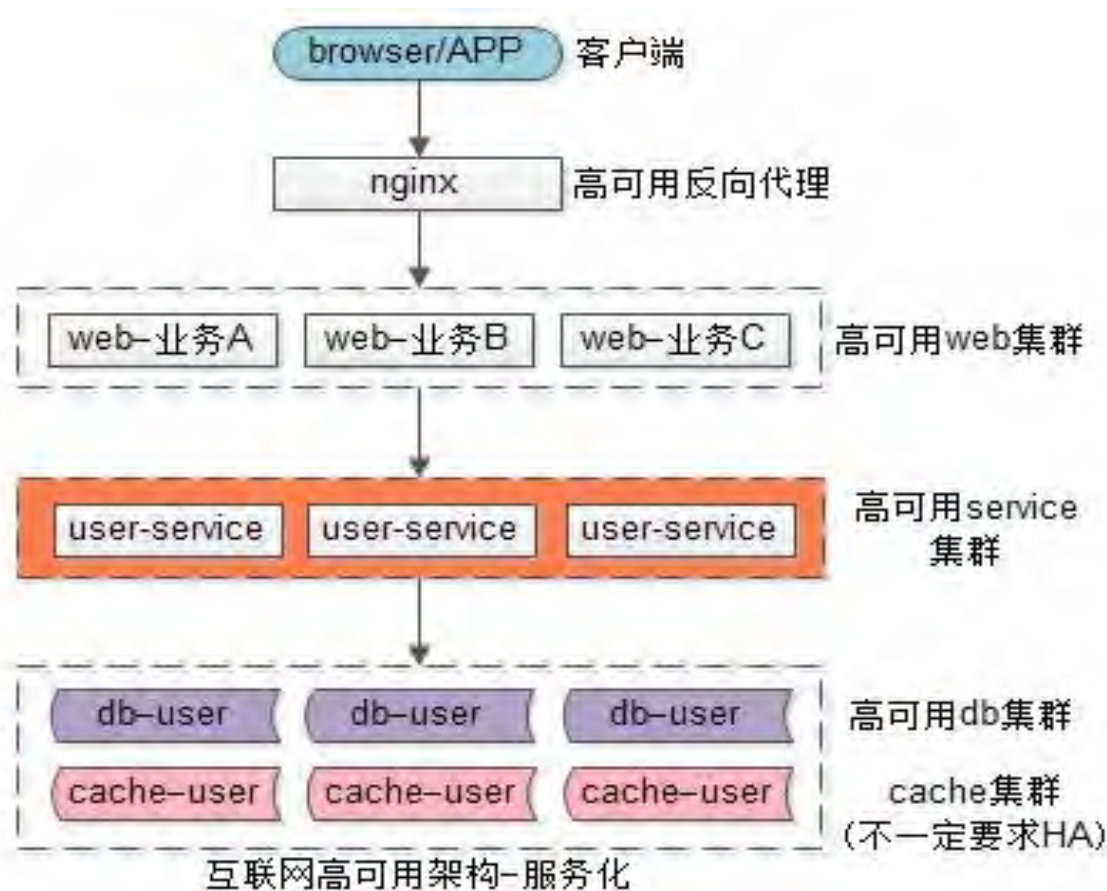 browser/APP 客户端
nginx 高可用反向代理
web-业务A web-业务B web-业务C 高可用web集群
user-service user-service user-service 高可用service
集群
db-user db-user db-user 高可用db集群
cache-user cache-user cache-user cache集群
(不一定要求HA)
互联网高可用架构-服务化